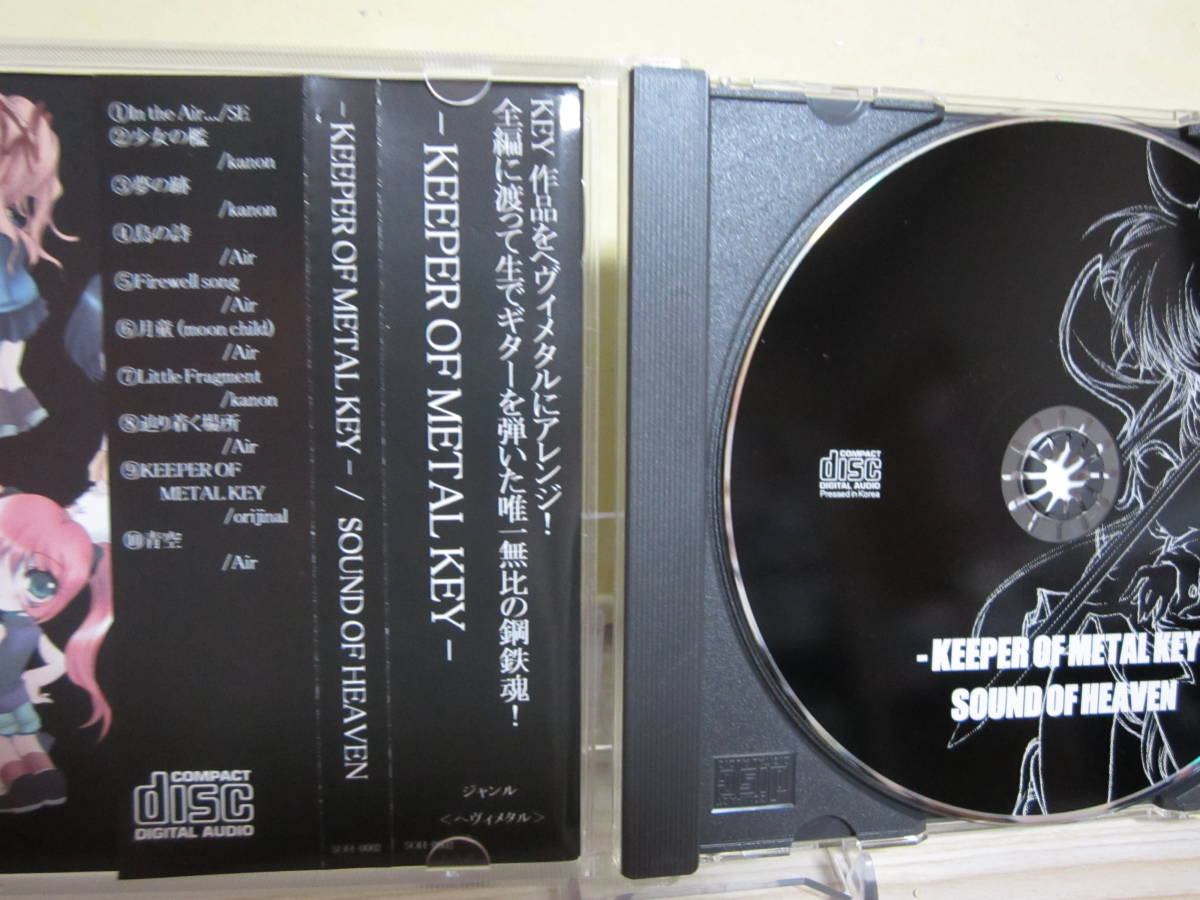 ①In the Air.../SE
②少女の檻
/kanon
③夢の跡
/kanon
④鳥の詩
/Air
⑤Firewell song
/Air
⑥月童(moon child)
/Air
⑦Little Fragment
/kanon
⑧辿り着く場所
/Air
⑨KEEPER OF
METAL KEY
/orijinal
⑩青空
/Air
COMPACT
disc
DIGITAL AUDIO
- KEEPER OF METAL KEY - / SOUND OF HEAVEN
SOH-0002
KEY 作品をヘヴィメタルにアレンジ!
全編に渡って生でギターを弾いた唯一無比の鋼鉄魂!
- KEEPER OF METAL KEY -
ジャンル
<ヘヴィメタル>
SOH-0002
COMPACT
disc
DIGITAL AUDIO
Pressed in Korea
- KEEPER OF METAL KEY
SOUND OF HEAVEN